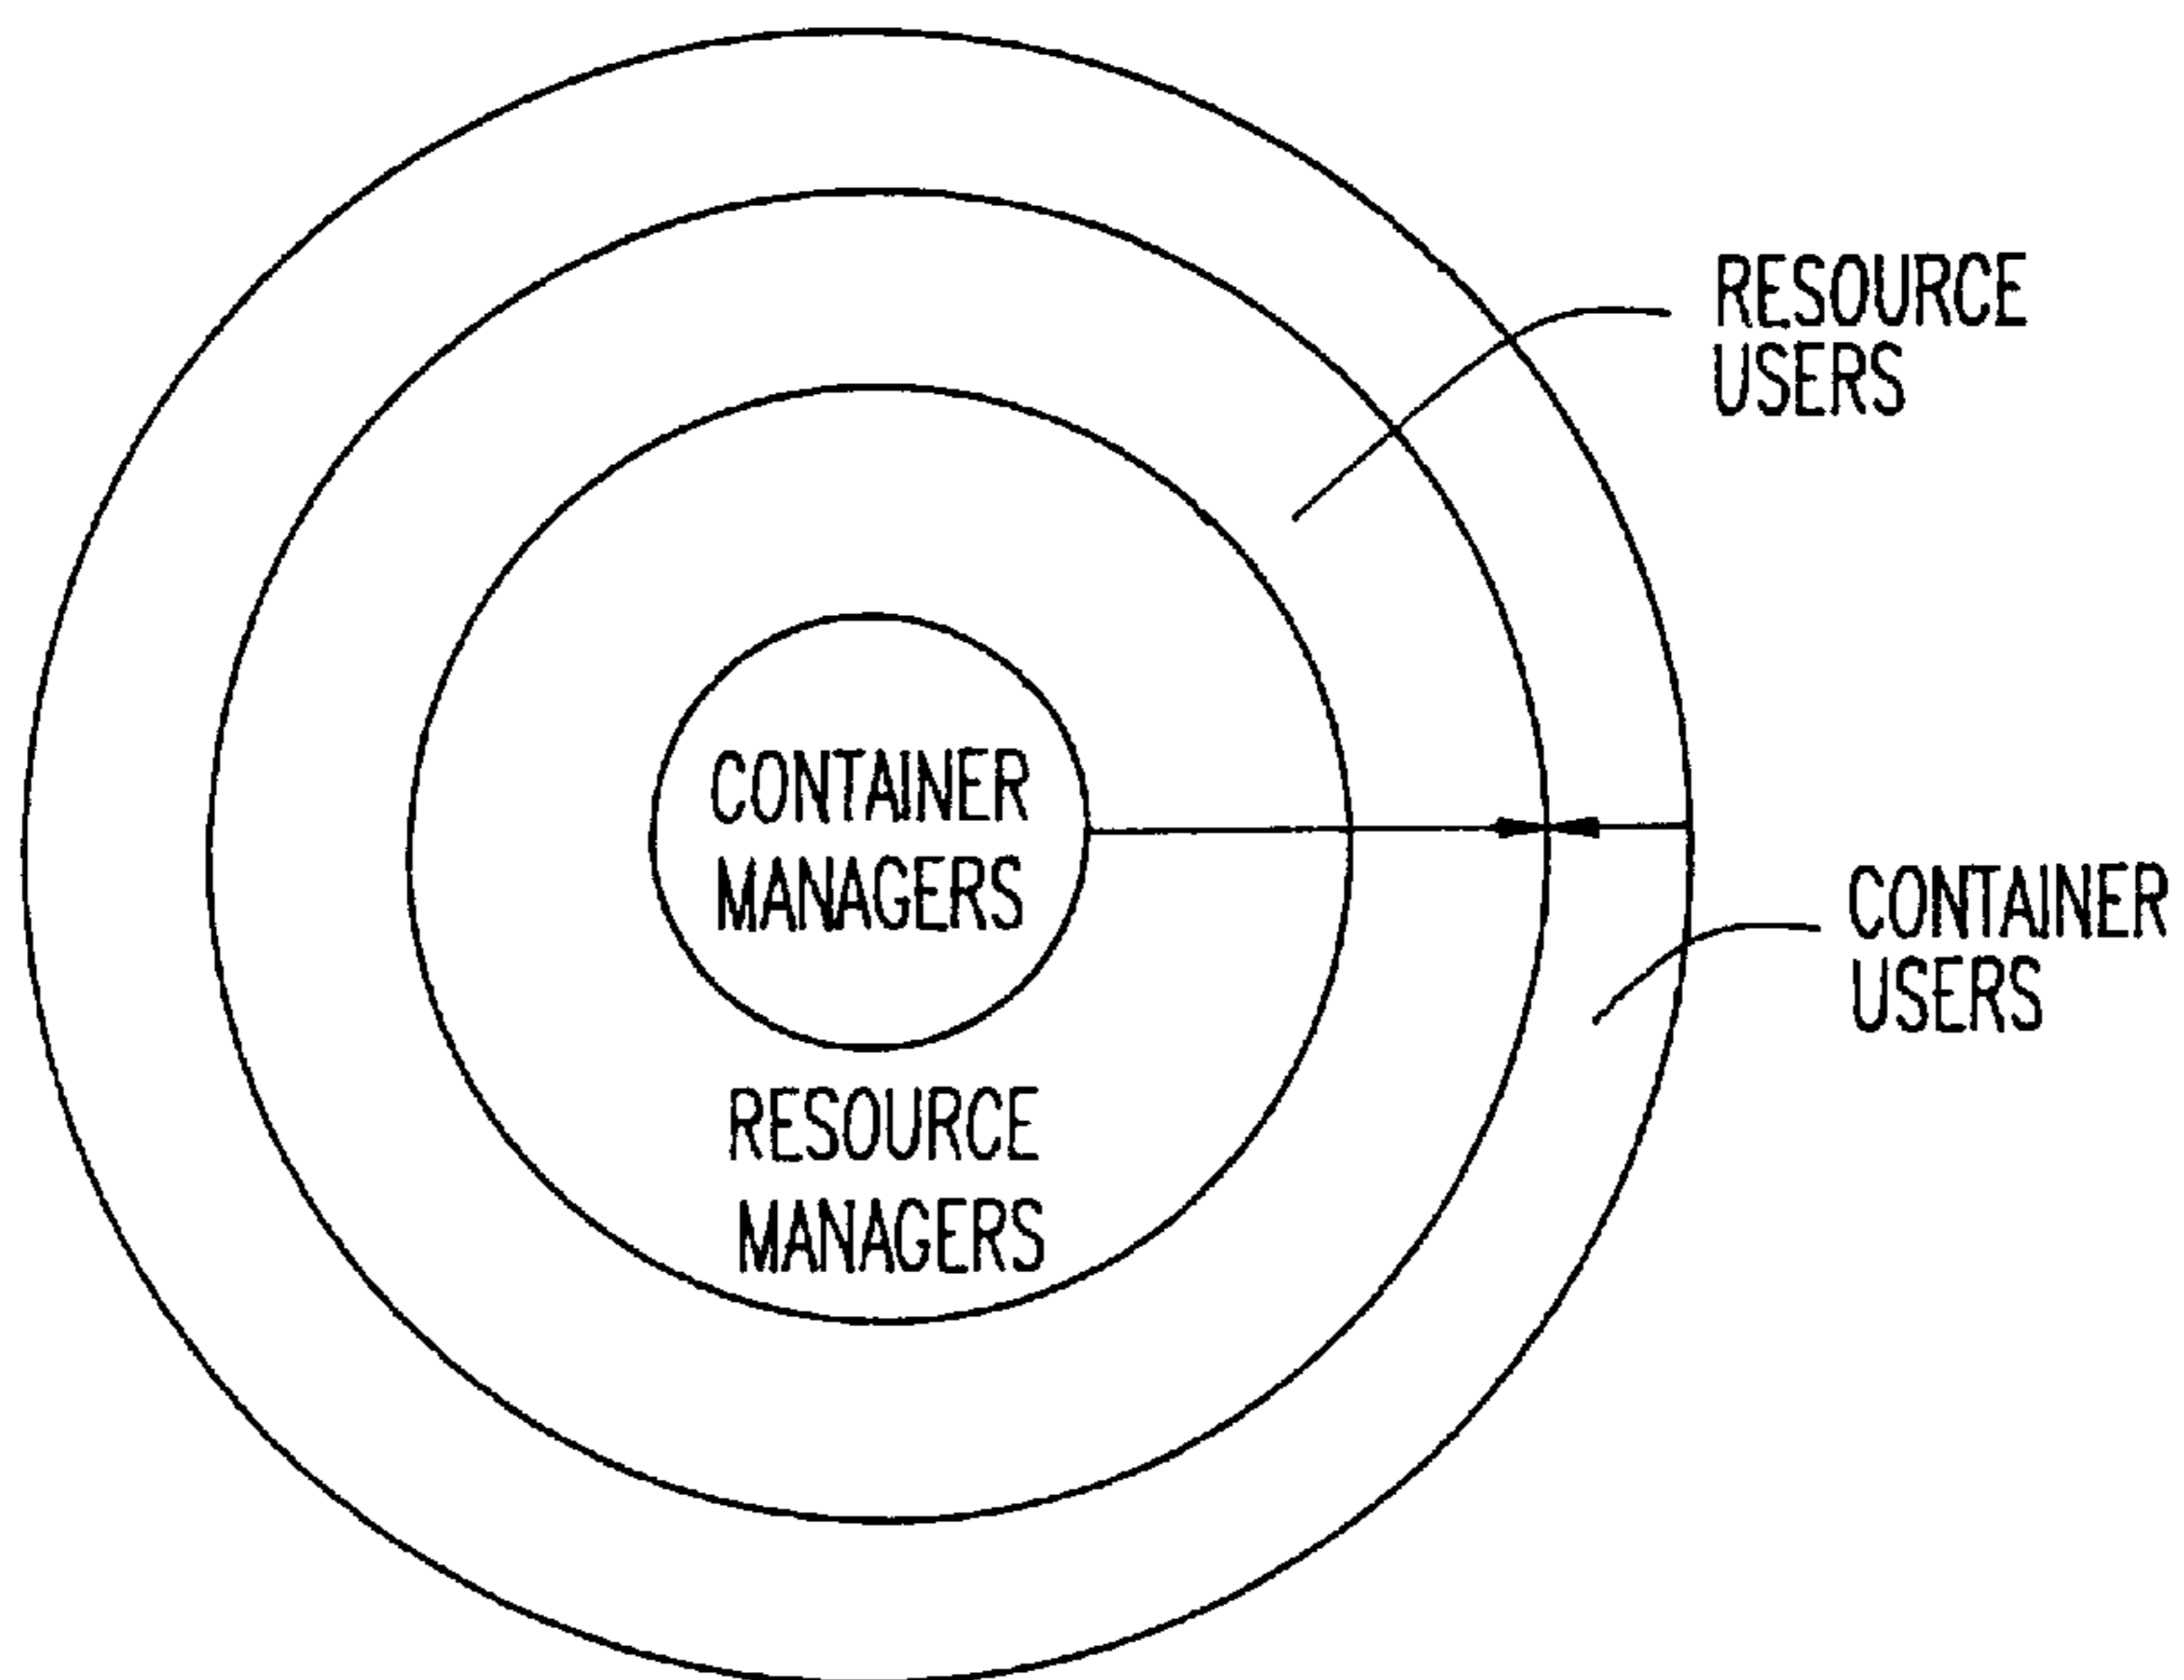 RESOURCE
USERS
CONTAINER
MANAGERS
CONTAINER
USERS
RESOURCE
MANAGERS